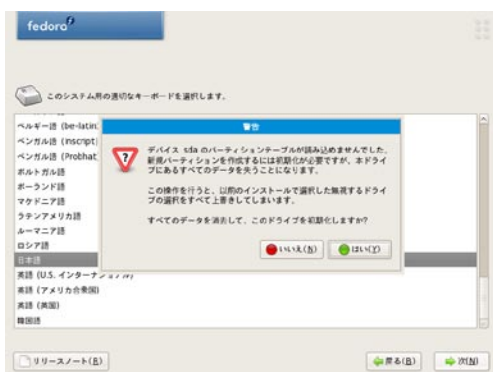 fedora
このシステム用の適切なキーボードを選択します。
ベルギー語 (be-latin
ベンガル語 (Inscript)
ベンガル語 (Probhat
ポルトガル語
ポーランド語
マケドニア語
ラテンアメリカ語
ルーマニア語
ロシア語
日本語
英語 (U.S. インターナショナル)
英語 (アメリカ合衆国)
英語 (英国)
韓国語
警告
デバイス sda のパーティションテーブルが読み込めませんでした。
新規パーティションを作成するには初期化が必要ですが、本ドライ
ブにあるすべてのデータを失うことになります。
この操作を行うと、以前のインストールで選択した無視するドライ
ブの選択をすべて上書きしてしまいます。
すべてのデータを消去して、このドライブを初期化しますか?
いいえ(N)
はい(Y)
リリースノート(R)
戻る(B)
次(N)